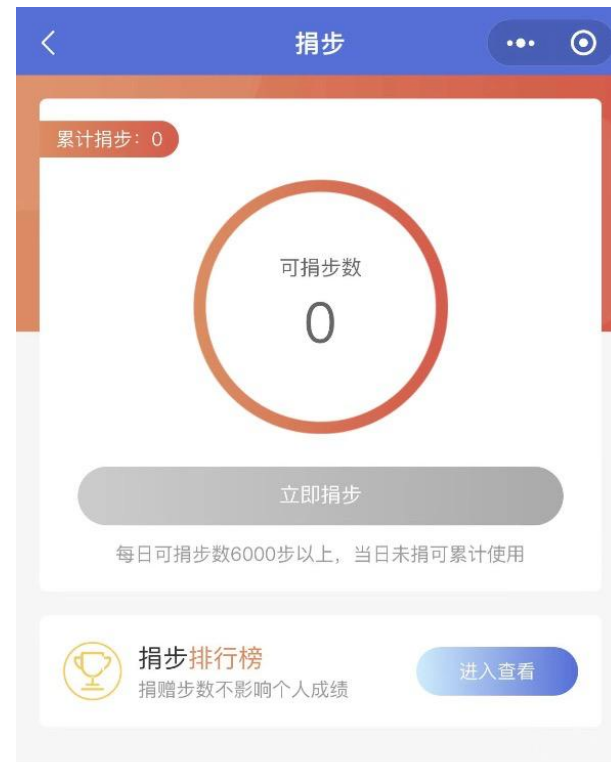 捐步
累计捐步：0
可捐步数
0
立即捐步
每日可捐步数6000步以上，当日未捐可累计使用
捐步排行榜
捐赠步数不影响个人成绩
进入查看